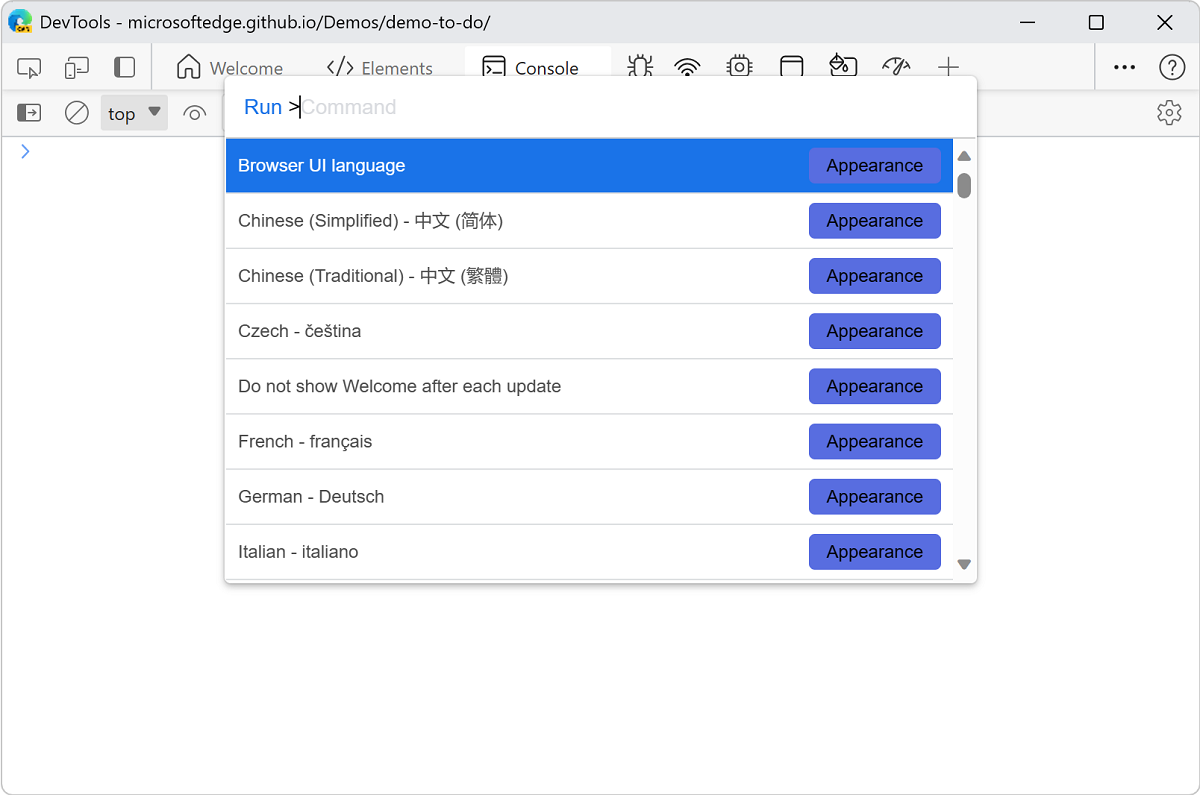 DevTools - microsoftedge.github.io/Demos/demo-to-do/
Welcome Elements Console
top
Run >Command
Browser UI language Appearance
Chinese (Simplified) - 中文 (简体) Appearance
Chinese (Traditional) - 中文 (繁體) Appearance
Czech - čeština Appearance
Do not show Welcome after each update Appearance
French - français Appearance
German - Deutsch Appearance
Italian - italiano Appearance